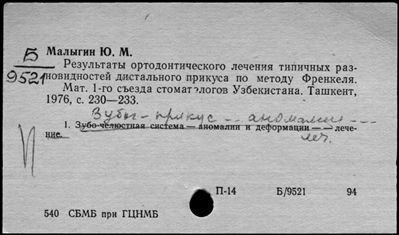 Б
9521
Малыгин Ю. М.
Результаты ортодонтического лечения типичных раз-
новидностей дистального прикуса по методу Френкеля.
Мат. 1-го съезда стоматологов Узбекистана. Ташкент,
1976, с. 230—233.
Зубы - прикус - - аномалии - -
1. Зубо-челюстная система — аномалии и деформации — — лече-
ние.
леч.
П-14 Б/9521 94
540 СБМБ при ГЦНМБ